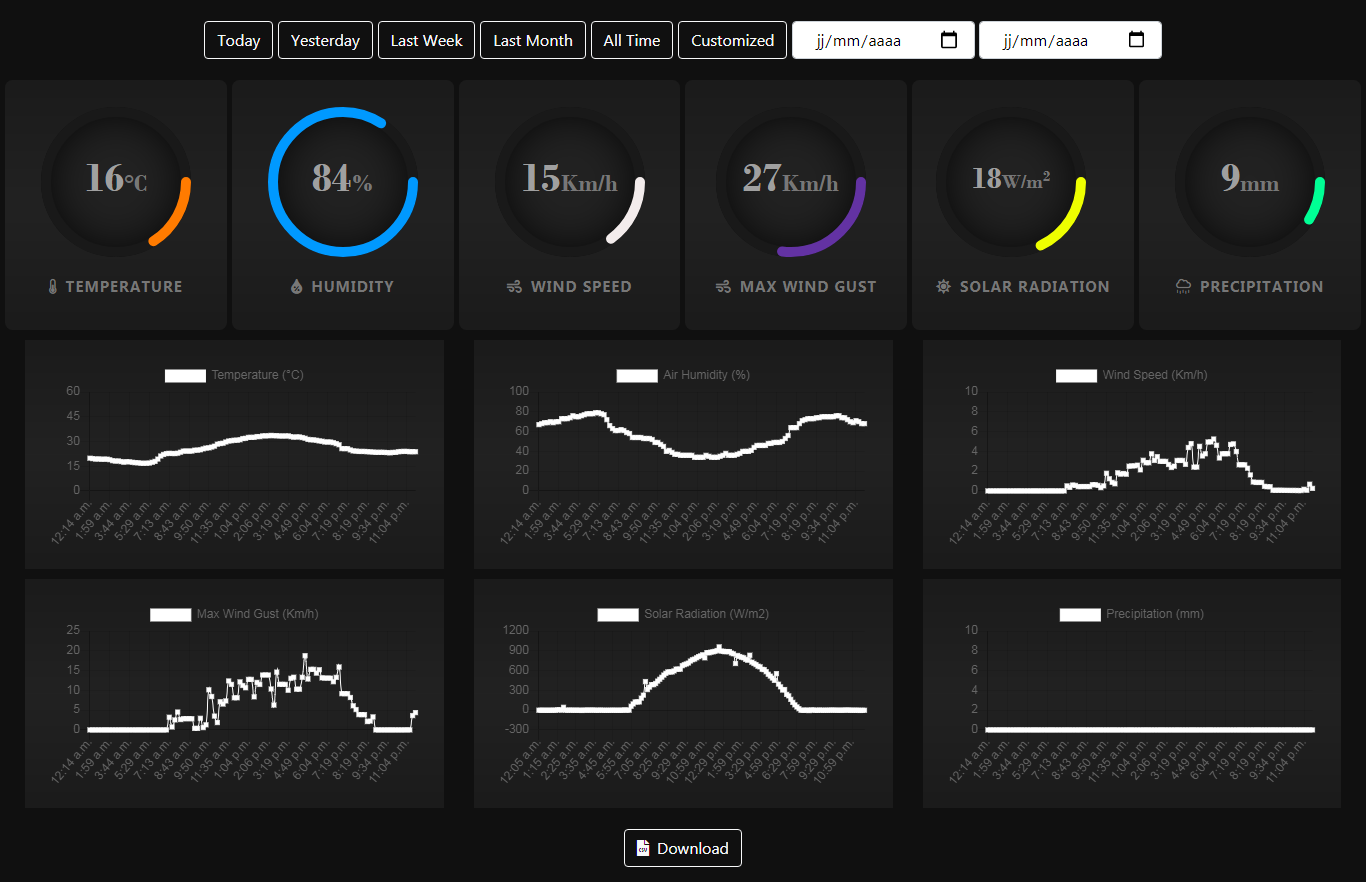 Today Yesterday Last Week Last Month All Time Customized jj/mm/aaaa jj/mm/aaaa
16°C 84% 15Km/h 27Km/h 18W/m² 9mm
TEMPERATURE HUMIDITY WIND SPEED MAX WIND GUST SOLAR RADIATION PRECIPITATION
Temperature (°C)
60
45
30
15
0
12:14 a.m. 1:59 a.m. 3:44 a.m. 5:29 a.m. 7:13 a.m. 8:43 a.m. 9:50 a.m. 11:35 a.m. 1:04 p.m. 2:06 p.m. 3:19 p.m. 4:49 p.m. 6:04 p.m. 7:19 p.m. 8:19 p.m. 9:34 p.m. 11:04 p.m.
Air Humidity (%)
100
80
60
40
20
0
12:14 a.m. 1:59 a.m. 3:44 a.m. 5:29 a.m. 7:13 a.m. 8:43 a.m. 9:50 a.m. 11:35 a.m. 1:04 p.m. 2:06 p.m. 3:19 p.m. 4:49 p.m. 6:04 p.m. 7:19 p.m. 8:19 p.m. 9:34 p.m. 11:04 p.m.
Wind Speed (Km/h)
10
8
6
4
2
0
12:14 a.m. 1:59 a.m. 3:44 a.m. 5:29 a.m. 7:13 a.m. 8:43 a.m. 9:50 a.m. 11:35 a.m. 1:04 p.m. 2:06 p.m. 3:19 p.m. 4:49 p.m. 6:04 p.m. 7:19 p.m. 8:19 p.m. 9:34 p.m. 11:04 p.m.
Max Wind Gust (Km/h)
25
20
15
10
5
0
12:14 a.m. 1:59 a.m. 3:44 a.m. 5:29 a.m. 7:13 a.m. 8:43 a.m. 9:50 a.m. 11:35 a.m. 1:04 p.m. 2:06 p.m. 3:19 p.m. 4:49 p.m. 6:04 p.m. 7:19 p.m. 8:19 p.m. 9:34 p.m. 11:04 p.m.
Solar Radiation (W/m2)
1200
900
600
300
0
-300
12:05 a.m. 1:15 a.m. 2:25 a.m. 3:35 a.m. 4:45 a.m. 5:55 a.m. 7:05 a.m. 8:25 a.m. 9:29 a.m. 10:59 a.m. 12:29 p.m. 1:59 p.m. 3:29 p.m. 4:59 p.m. 6:29 p.m. 7:59 p.m. 9:29 p.m. 10:59 p.m.
Precipitation (mm)
10
8
6
4
2
0
12:14 a.m. 1:59 a.m. 3:44 a.m. 5:29 a.m. 7:13 a.m. 8:43 a.m. 9:50 a.m. 11:35 a.m. 1:04 p.m. 2:06 p.m. 3:19 p.m. 4:49 p.m. 6:04 p.m. 7:19 p.m. 8:19 p.m. 9:34 p.m. 11:04 p.m.
CSV Download